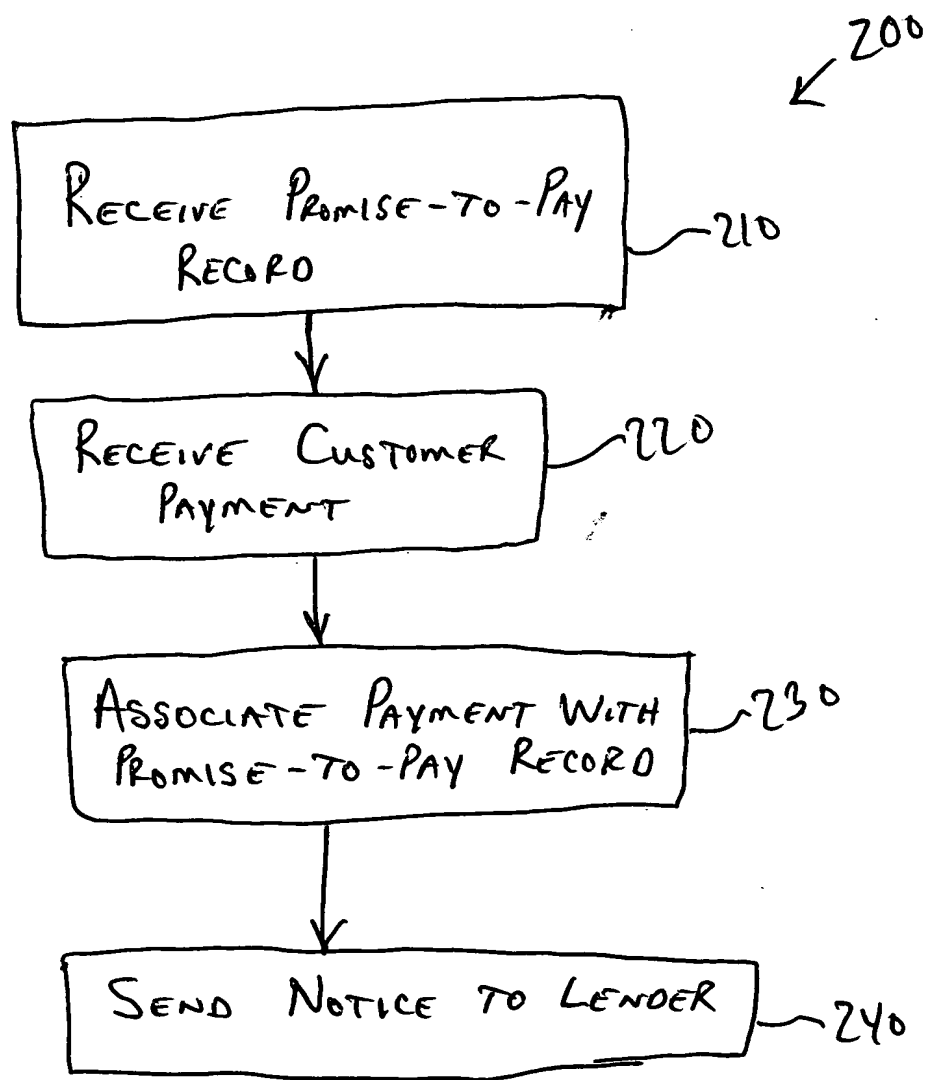 200
RECEIVE PROMISE-TO-PAY
RECORD
210
RECEIVE CUSTOMER
PAYMENT
220
ASSOCIATE PAYMENT WITH
PROMISE-TO-PAY RECORD
230
SEND NOTICE TO LENDER
240